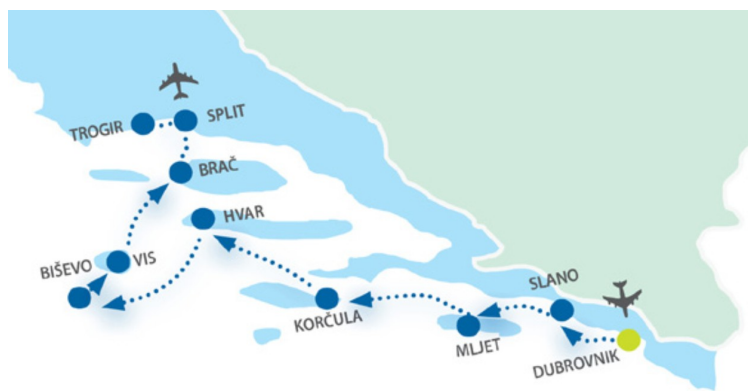 SPLIT
TROGIR
BRAČ
HVAR
BIŠEVO
VIS
SLANO
KORČULA
MLJET
DUBROVNIK